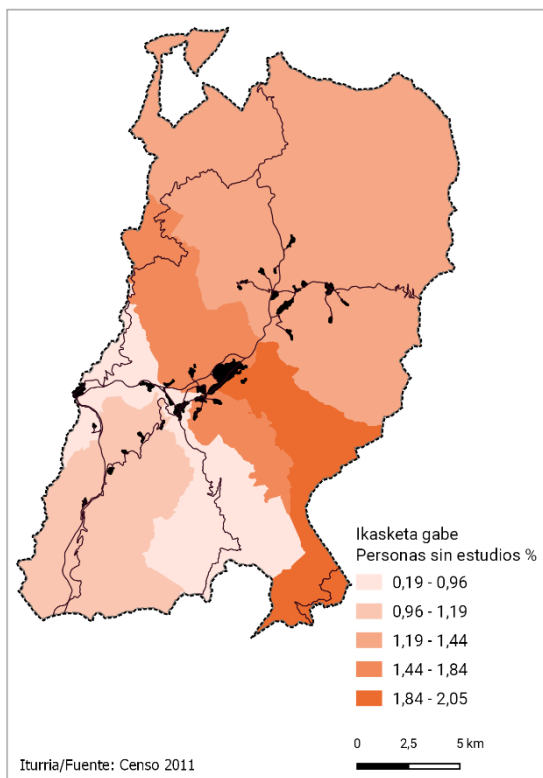 Ikasketa gabe
Personas sin estudios %
0,19 - 0,96
0,96 - 1,19
1,19 - 1,44
1,44 - 1,84
1,84 - 2,05
0 2,5 5 km
Iturria/Fuente: Censo 2011